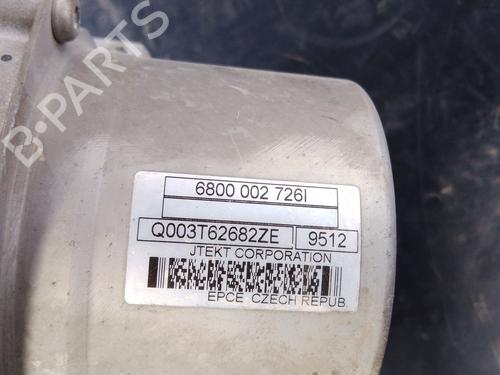 B-PARTS
6800 002 726I
Q003T62682ZE 9512
JTEKT CORPORATION
EPCE CZECH REPUB.